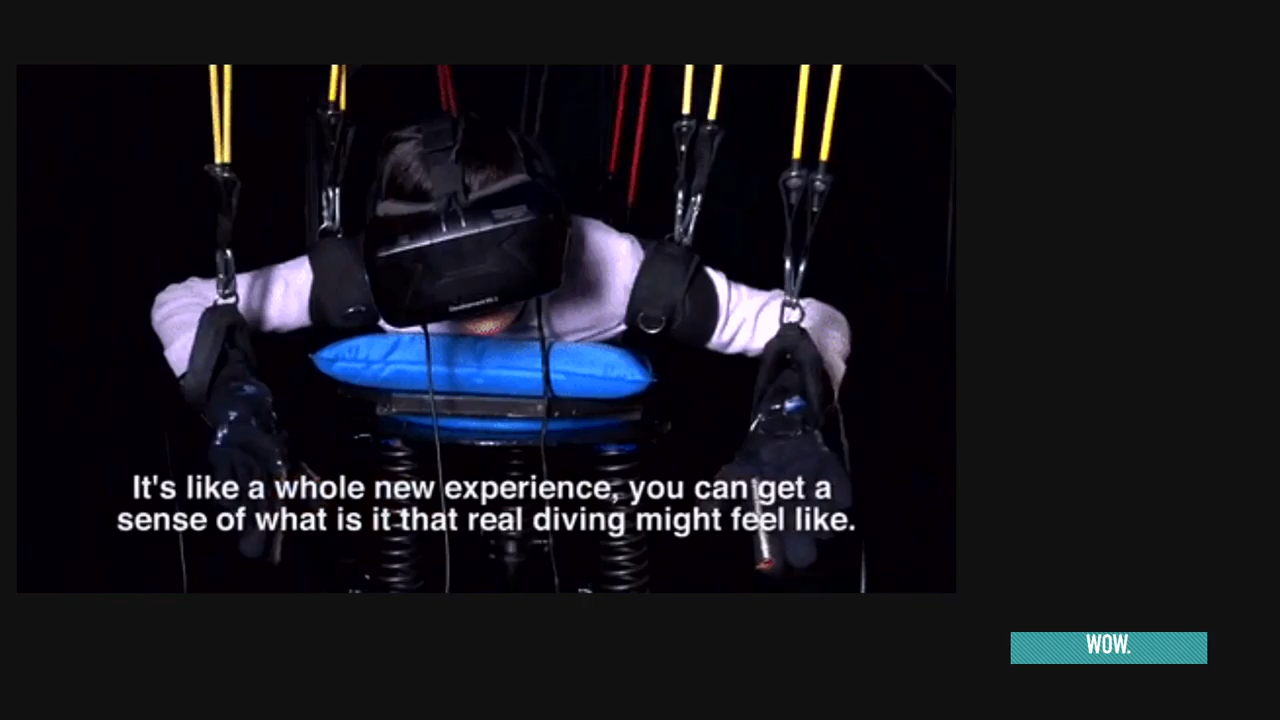 It's like a whole new experience, you can get a
sense of what is it that real diving might feel like.
WOW.